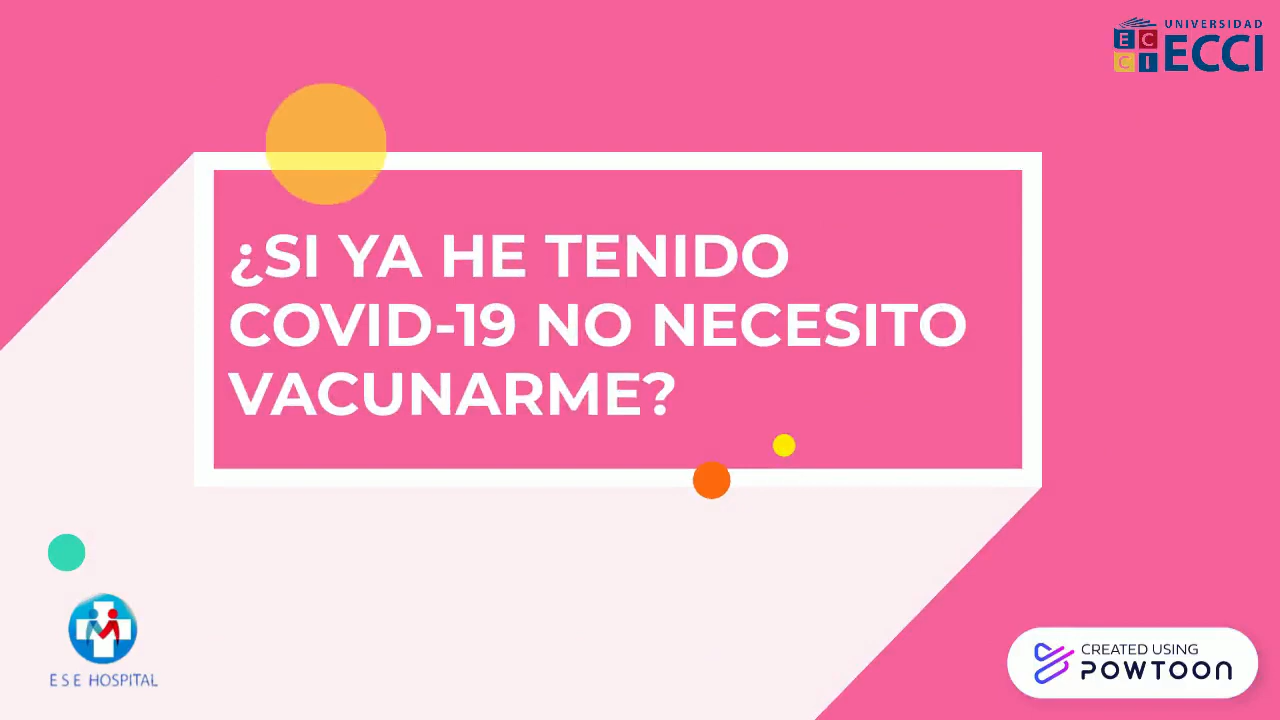 UNIVERSIDAD
E C
C I
ECCI
¿SI YA HE TENIDO
COVID-19 NO NECESITO
VACUNARME?
E S E HOSPITAL
CREATED USING
POWTOON